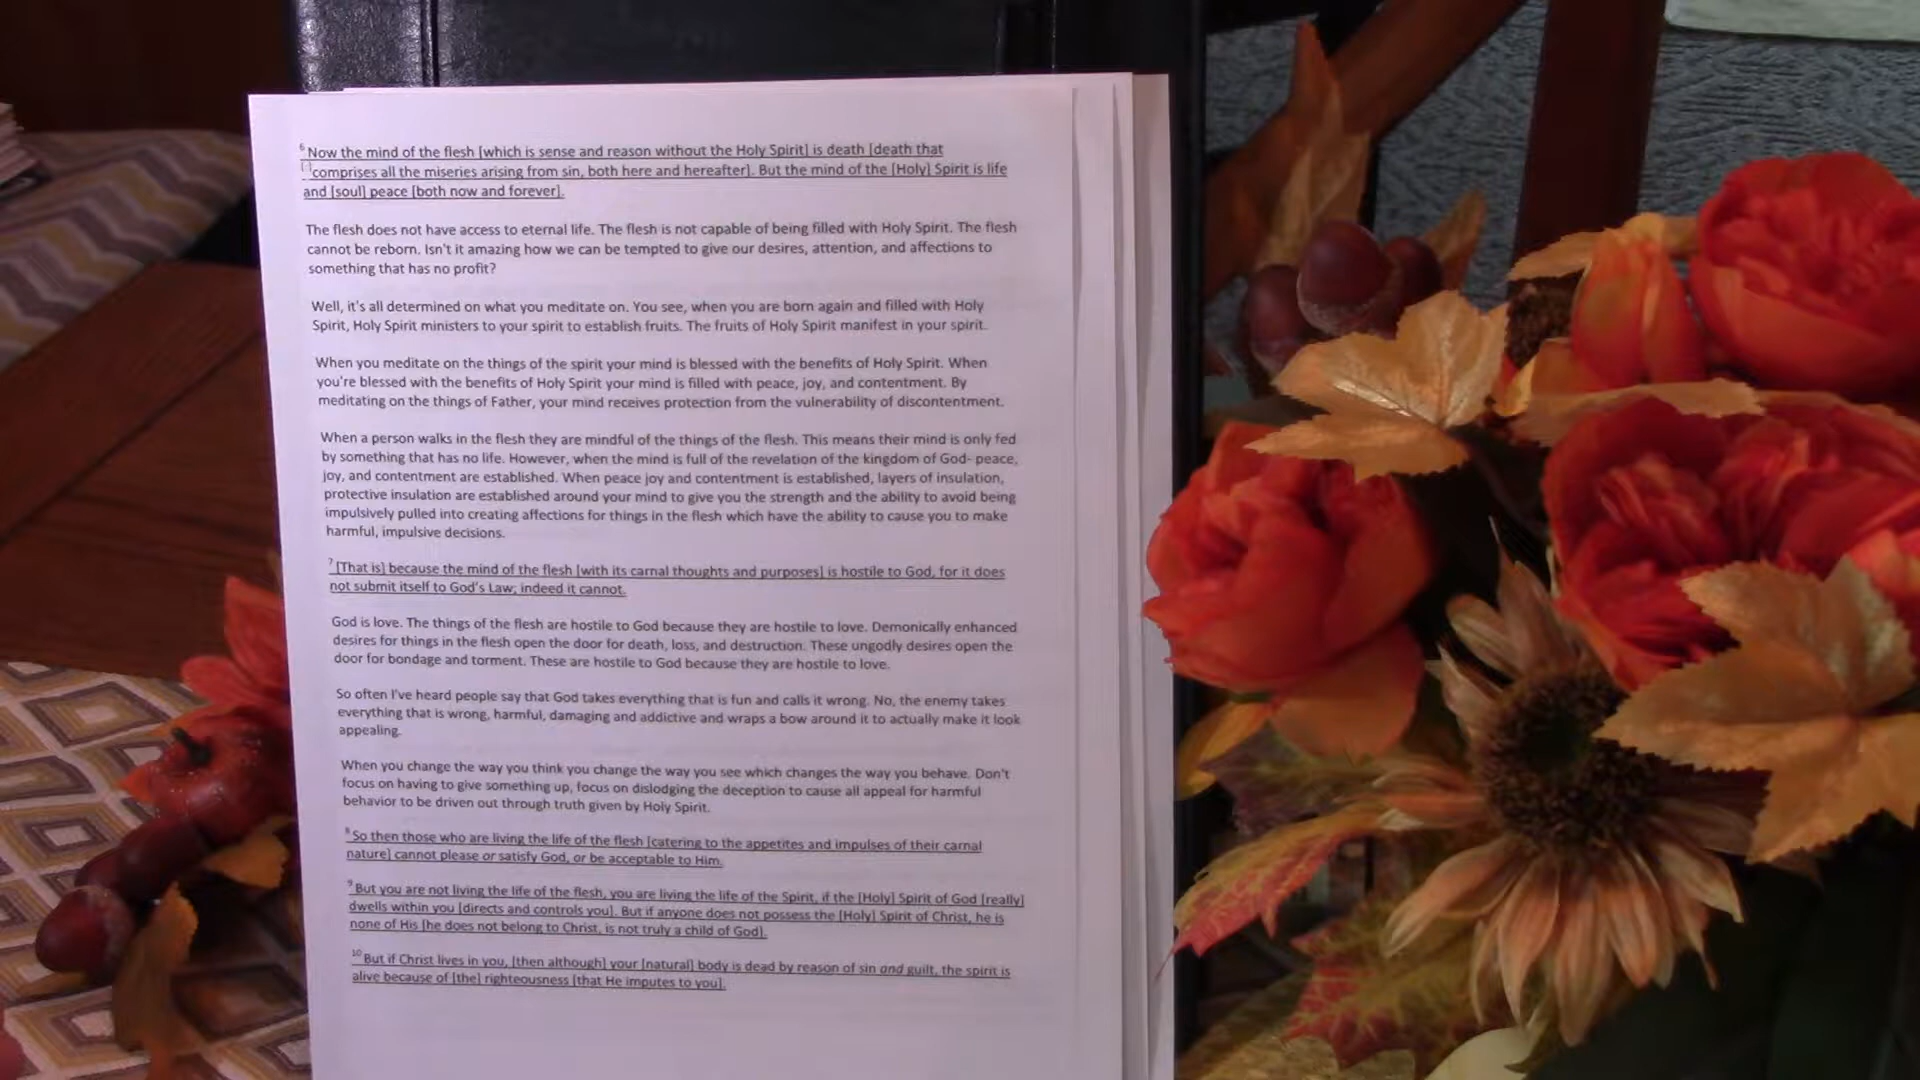 6 Now the mind of the flesh [which is sense and reason without the Holy Spirit] is death [death that
[-]comprises all the miseries arising from sin, both here and hereafter]. But the mind of the [Holy] Spirit is life
and [soul] peace [both now and forever].
The flesh does not have access to eternal life. The flesh is not capable of being filled with Holy Spirit. The flesh
cannot be reborn. Isn't it amazing how we can be tempted to give our desires, attention, and affections to
something that has no profit?
Well, it's all determined on what you meditate on. You see, when you are born again and filled with Holy
Spirit, Holy Spirit ministers to your spirit to establish fruits. The fruits of Holy Spirit manifest in your spirit.
When you meditate on the things of the spirit your mind is blessed with the benefits of Holy Spirit. When
you're blessed with the benefits of Holy Spirit your mind is filled with peace, joy, and contentment. By
meditating on the things of Father, your mind receives protection from the vulnerability of discontentment.
When a person walks in the flesh they are mindful of the things of the flesh. This means their mind is only fed
by something that has no life. However, when the mind is full of the revelation of the kingdom of God- peace,
joy, and contentment are established. When peace joy and contentment is established, layers of insulation,
protective insulation are established around your mind to give you the strength and the ability to avoid being
impulsively pulled into creating affections for things in the flesh which have the ability to cause you to make
harmful, impulsive decisions.
7 [That is] because the mind of the flesh [with its carnal thoughts and purposes] is hostile to God, for it does
not submit itself to God's Law; indeed it cannot.
God is love. The things of the flesh are hostile to God because they are hostile to love. Demonically enhanced
desires for things in the flesh open the door for death, loss, and destruction. These ungodly desires open the
door for bondage and torment. These are hostile to God because they are hostile to love.
So often I've heard people say that God takes everything that is fun and calls it wrong. No, the enemy takes
everything that is wrong, harmful, damaging and addictive and wraps a bow around it to actually make it look
appealing.
When you change the way you think you change the way you see which changes the way you behave. Don't
focus on having to give something up, focus on dislodging the deception to cause all appeal for harmful
behavior to be driven out through truth given by Holy Spirit.
8 So then those who are living the life of the flesh [catering to the appetites and impulses of their carnal
nature] cannot please or satisfy God, or be acceptable to Him.
9 But you are not living the life of the flesh, you are living the life of the Spirit, if the [Holy] Spirit of God [really]
dwells within you [directs and controls you]. But if anyone does not possess the [Holy] Spirit of Christ, he is
none of His [he does not belong to Christ, is not truly a child of God].
10 But if Christ lives in you, [then although] your [natural] body is dead by reason of sin and guilt, the spirit is
alive because of [the] righteousness [that He imputes to you].